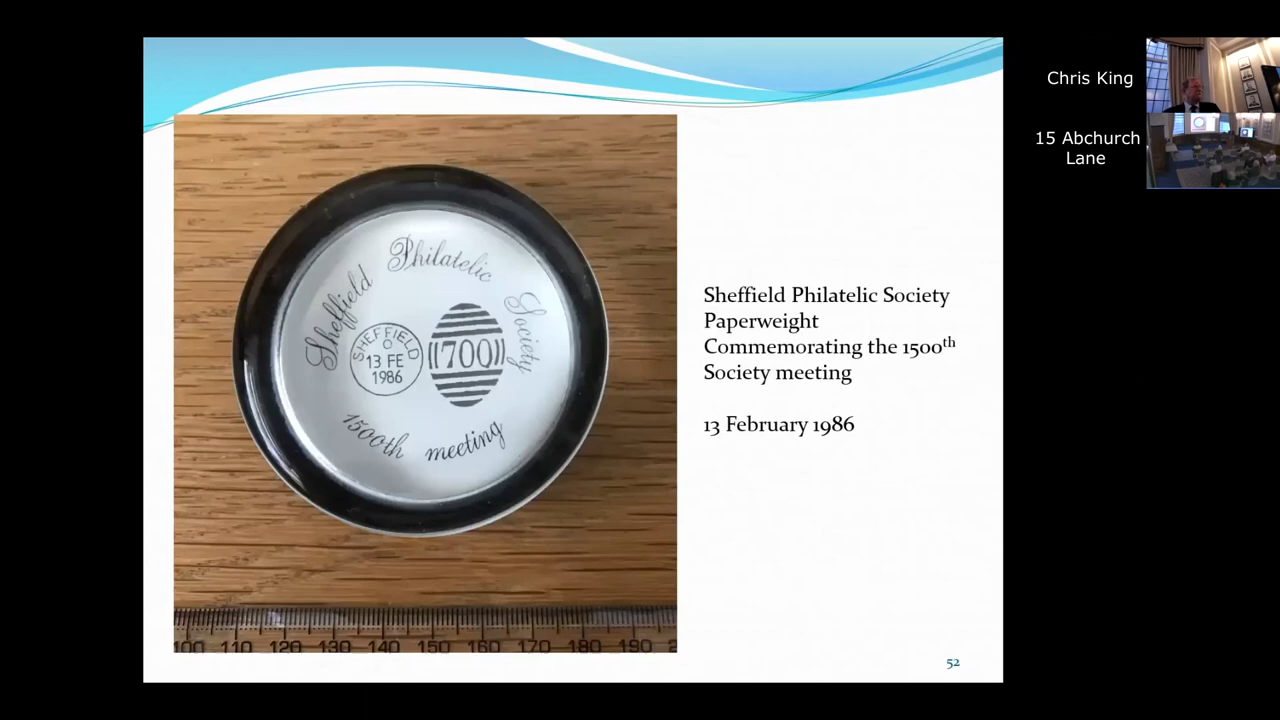 Chris King
15 Abchurch
Lane
Sheffield Philatelic Society
SHEFFIELD
13 FE
1986
700
1500th meeting
Sheffield Philatelic Society
Paperweight
Commemorating the 1500th
Society meeting
13 February 1986
100 110 120 130 140 150 160 170 180 190 2
52